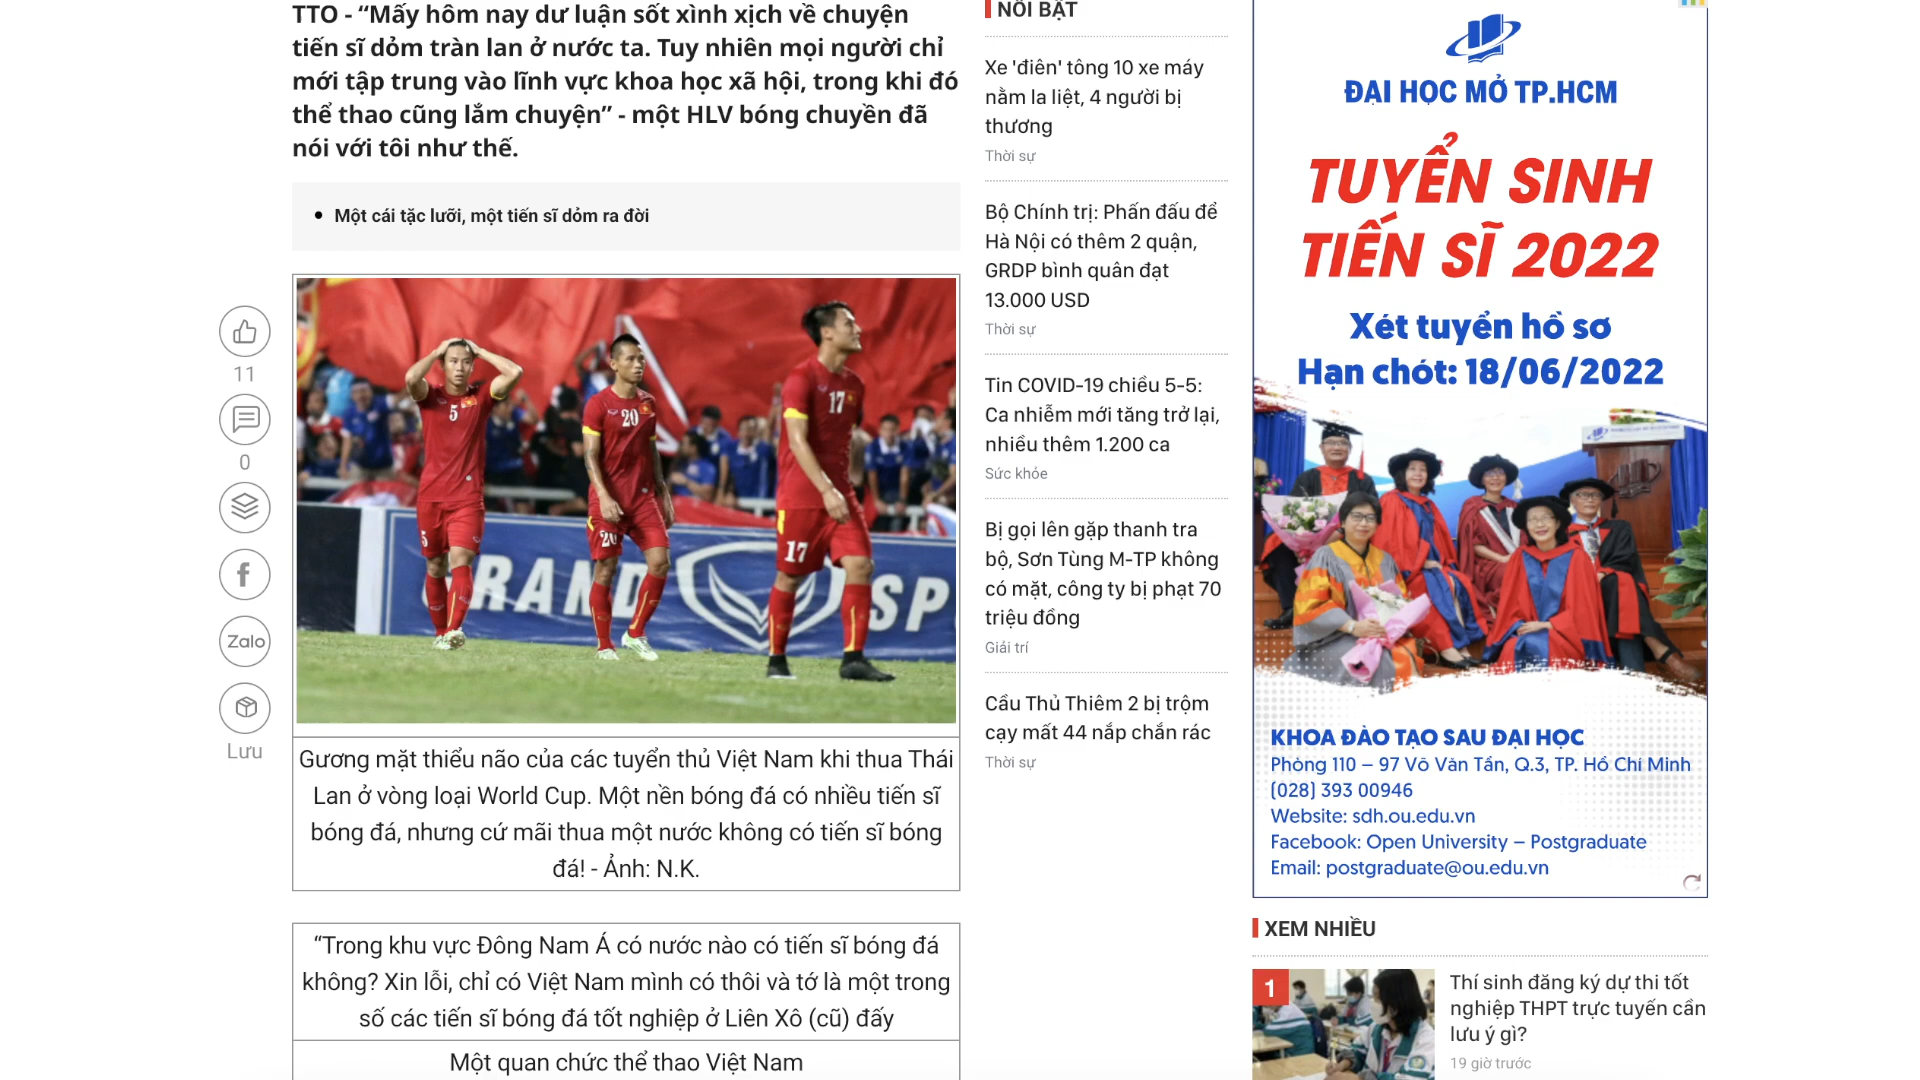 TTO - “Mấy hôm nay dư luận sốt xình xịch về chuyện
tiến sĩ dỏm tràn lan ở nước ta. Tuy nhiên mọi người chỉ
mới tập trung vào lĩnh vực khoa học xã hội, trong khi đó
thể thao cũng lắm chuyện” - một HLV bóng chuyền đã
nói với tôi như thế.
Một cái tặc lưỡi, một tiến sĩ dỏm ra đời
11
0
Zalo
Lưu
5
20
17
5
20
17
RAND
SP
Gương mặt thiểu não của các tuyển thủ Việt Nam khi thua Thái
Lan ở vòng loại World Cup. Một nền bóng đá có nhiều tiến sĩ
bóng đá, nhưng cứ mãi thua một nước không có tiến sĩ bóng
đá! - Ảnh: N.K.
“Trong khu vực Đông Nam Á có nước nào có tiến sĩ bóng đá
không? Xin lỗi, chỉ có Việt Nam mình có thôi và tớ là một trong
số các tiến sĩ bóng đá tốt nghiệp ở Liên Xô (cũ) đấy
Một quan chức thể thao Việt Nam
NỔI BẬT
Xe 'điên' tông 10 xe máy
nằm la liệt, 4 người bị
thương
Thời sự
Bộ Chính trị: Phấn đấu để
Hà Nội có thêm 2 quận,
GRDP bình quân đạt
13.000 USD
Thời sự
Tin COVID-19 chiều 5-5:
Ca nhiễm mới tăng trở lại,
nhiều thêm 1.200 ca
Sức khỏe
Bị gọi lên gặp thanh tra
bộ, Sơn Tùng M-TP không
có mặt, công ty bị phạt 70
triệu đồng
Giải trí
Cầu Thủ Thiêm 2 bị trộm
cạy mất 44 nắp chắn rác
Thời sự
ĐẠI HỌC MỞ TP.HCM
TUYỂN SINH
TIẾN SĨ 2022
Xét tuyển hồ sơ
Hạn chót: 18/06/2022
KHOA ĐÀO TẠO SAU ĐẠI HỌC
Phòng 110 – 97 Võ Văn Tần, Q.3, TP. Hồ Chí Minh
(028) 393 00946
Website: sdh.ou.edu.vn
Facebook: Open University – Postgraduate
Email: postgraduate@ou.edu.vn
XEM NHIỀU
1
Thí sinh đăng ký dự thi tốt
nghiệp THPT trực tuyến cần
lưu ý gì?
19 giờ trước